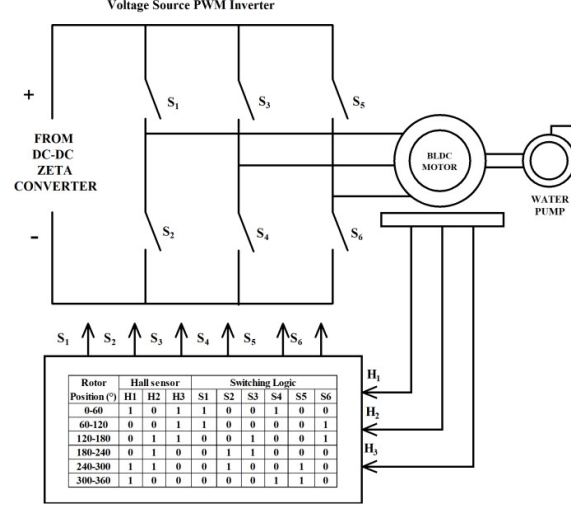 Voltage Source PWM Inverter
S1 S3 S5
+
FROM
DC-DC
ZETA
CONVERTER
-
BLDC
MOTOR
WATER
PUMP
S2 S4 S6
S1 S2 S3 S4 S5 S6
H1
H2
H3
Rotor Position (º) Hall sensor Switching Logic
H1 H2 H3 S1 S2 S3 S4 S5 S6
0-60 1 0 1 1 0 0 1 0 0
60-120 0 0 1 1 0 0 0 0 1
120-180 0 1 1 0 0 1 0 0 1
180-240 0 1 0 0 1 1 0 0 0
240-300 1 1 0 0 1 0 0 1 0
300-360 1 0 0 0 0 0 1 1 0